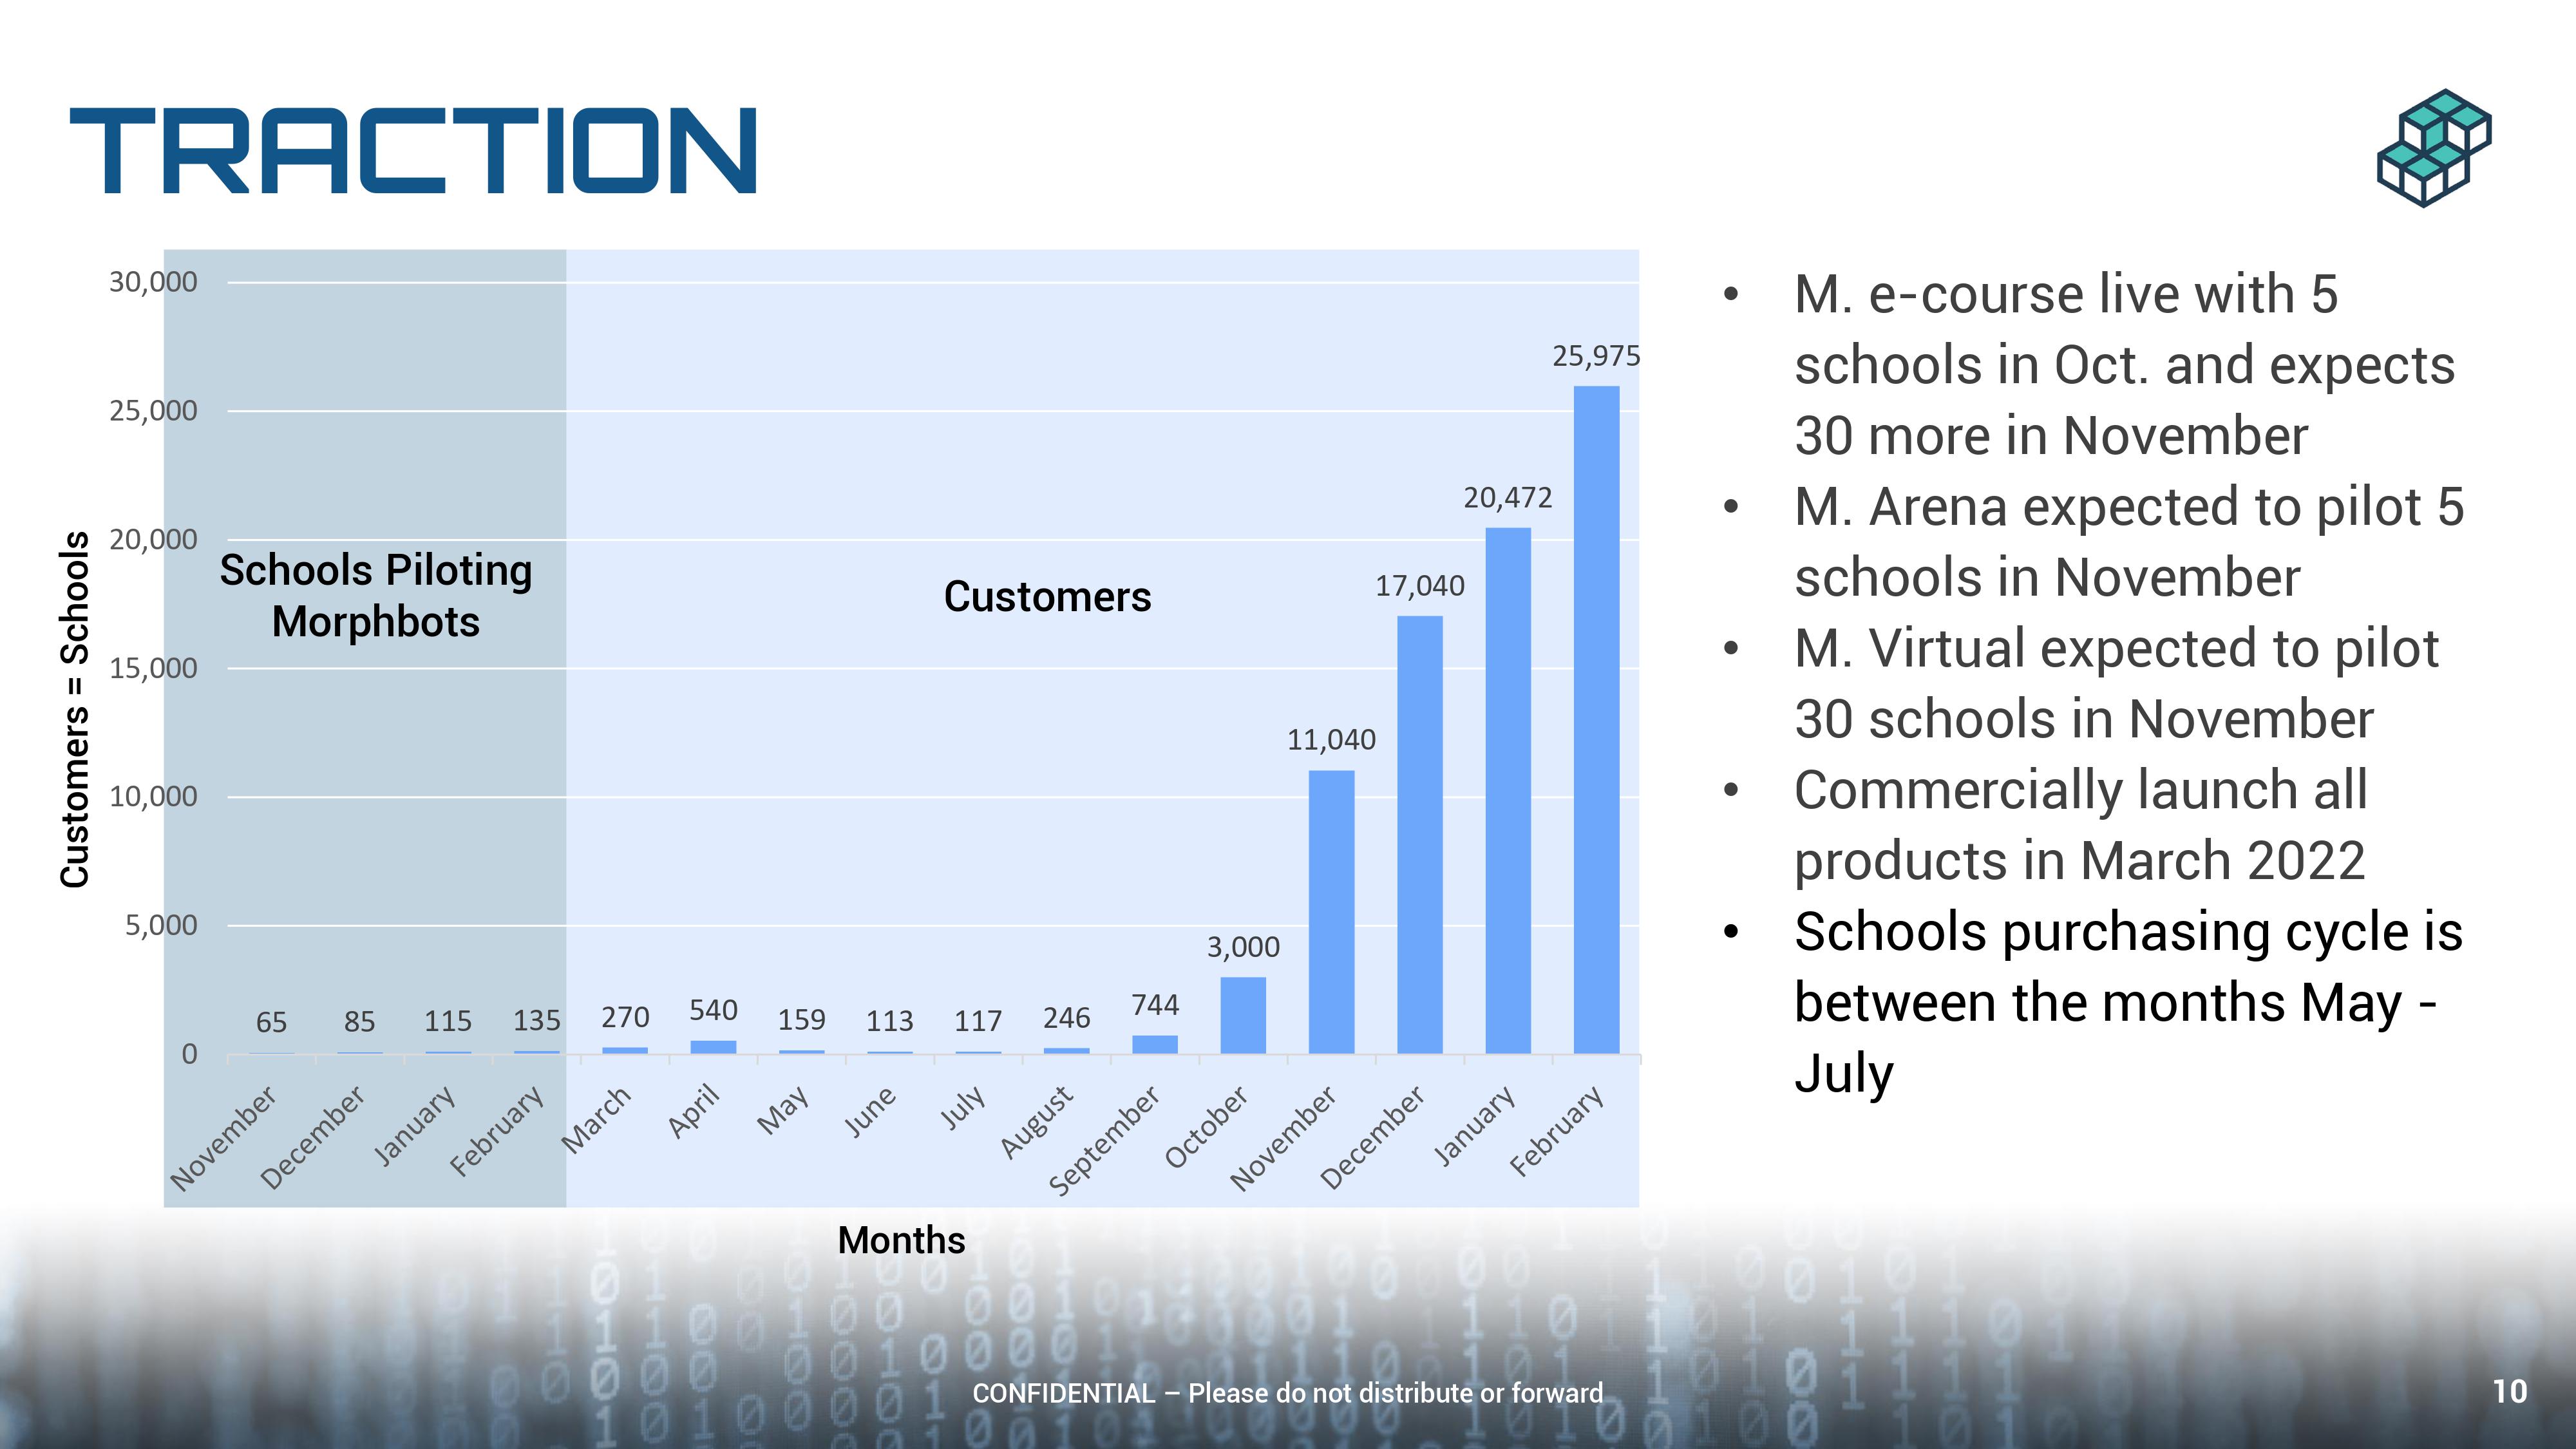 TRACTION
30,000
25,000
20,000
15,000
10,000
5,000
0
Customers = Schools
Schools Piloting
Morphbots
Customers
65
85
115
135
270
540
159
113
117
246
744
3,000
11,040
17,040
20,472
25,975
November
December
January
February
March
April
May
June
July
August
September
October
November
December
January
February
Months
• M. e-course live with 5
schools in Oct. and expects
30 more in November
• M. Arena expected to pilot 5
schools in November
• M. Virtual expected to pilot
30 schools in November
• Commercially launch all
products in March 2022
• Schools purchasing cycle is
between the months May -
July
CONFIDENTIAL – Please do not distribute or forward
10